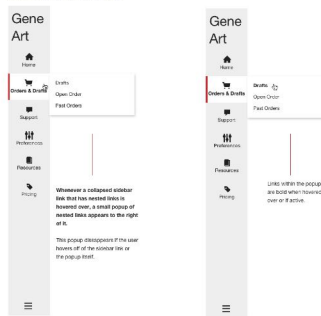 Gene
Art
Home
Orders & Drafts
Support
Preferences
Resources
Pricing
Drafts
Open Order
Past Orders
Whenever a collapsed sidebar
link that has nested links is
hovered over, a small popup of
nested links appears to the right
of it.
This popup disappears if the user
hovers off of the sidebar link or
the popup itself.
Gene
Art
Home
Orders & Drafts
Support
Preferences
Resources
Pricing
Drafts
Open Order
Past Orders
Links within the popup
are bold when hovered
over or if active.